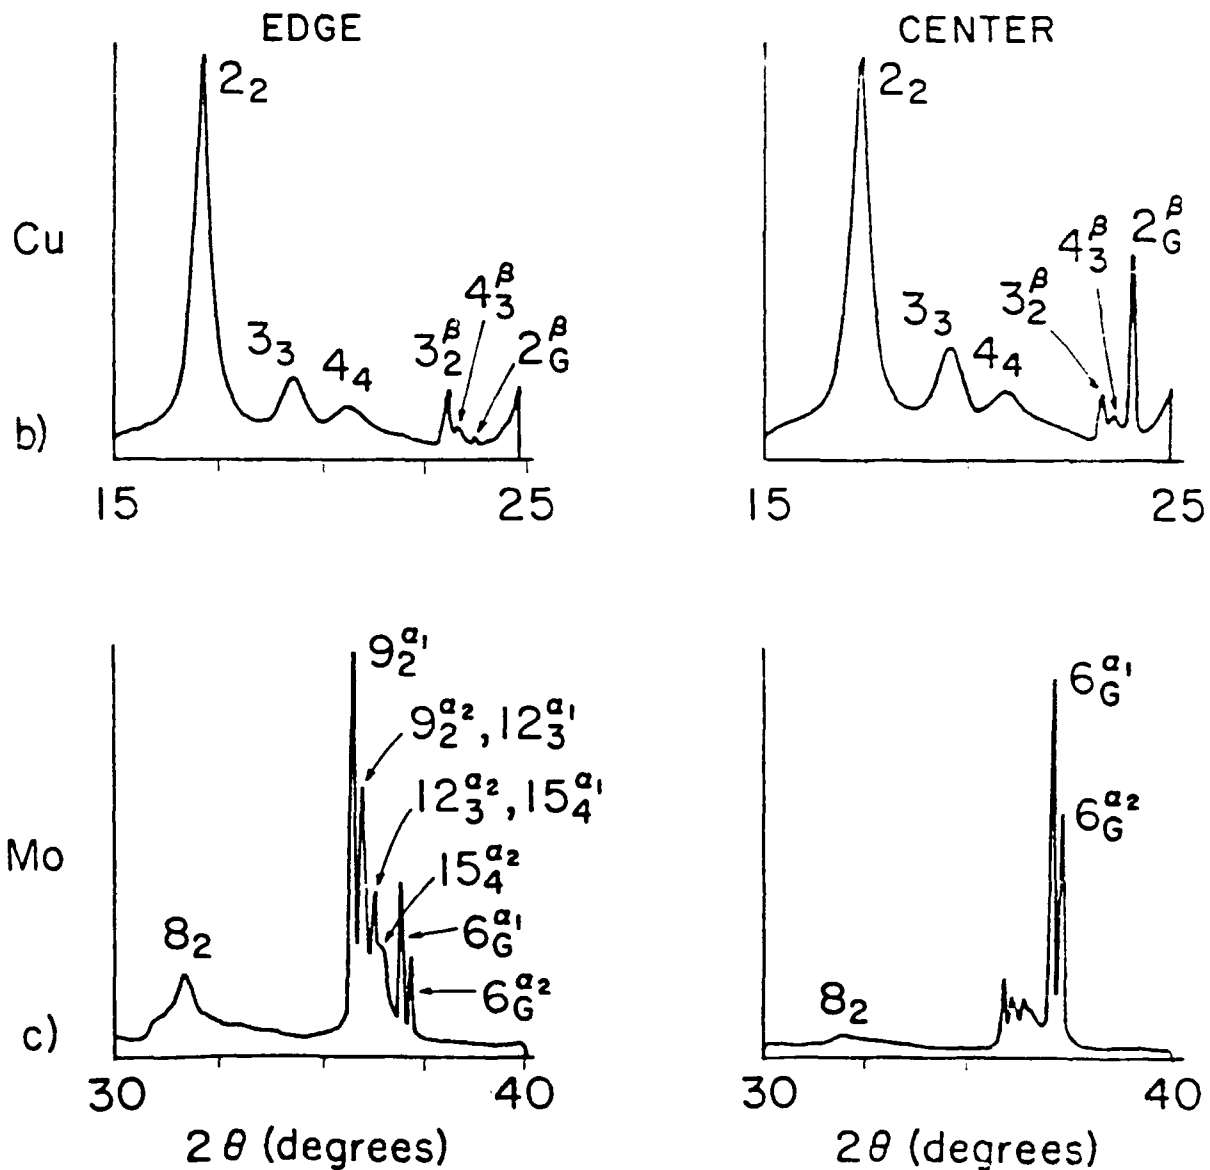 EDGE
CENTER
Cu
b)
2₂
3₃
4₄
3₂^β
4₃^β
2_G^β
15
25
2₂
3₃
4₄
3₂^β
4₃^β
2_G^β
15
25
Mo
c)
8₂
9₂^α₁
9₂^α₂, 12₃^α₁
12₃^α₂, 15₄^α₁
15₄^α₂
6_G^α₁
6_G^α₂
30
40
2θ (degrees)
8₂
6_G^α₁
6_G^α₂
30
40
2θ (degrees)